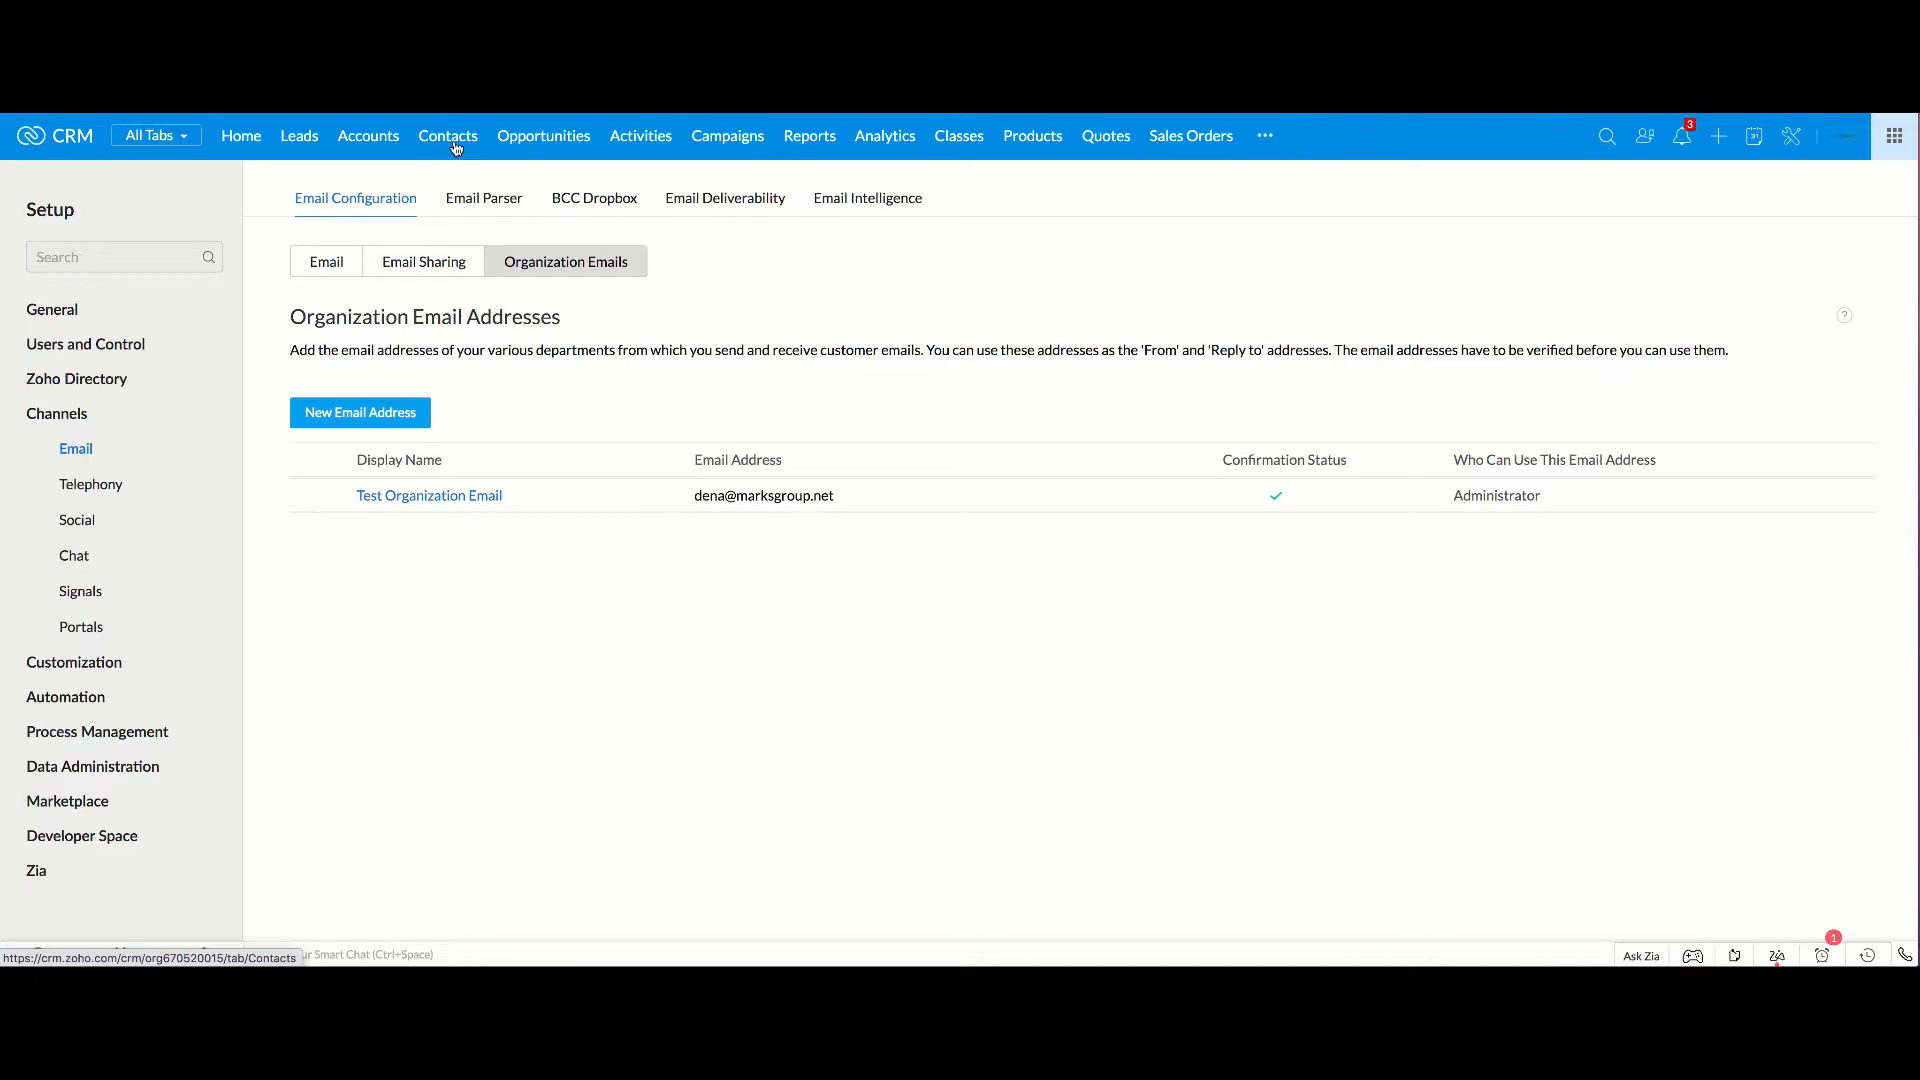 CRM All Tabs Home Leads Accounts Contacts Opportunities Activities Campaigns Reports Analytics Classes Products Quotes Sales Orders ••• 3 31
Setup
Search
General
Users and Control
Zoho Directory
Channels
Email
Telephony
Social
Chat
Signals
Portals
Customization
Automation
Process Management
Data Administration
Marketplace
Developer Space
Zia
Email Configuration Email Parser BCC Dropbox Email Deliverability Email Intelligence
Email Email Sharing Organization Emails
Organization Email Addresses ?
Add the email addresses of your various departments from which you send and receive customer emails. You can use these addresses as the 'From' and 'Reply to' addresses. The email addresses have to be verified before you can use them.
New Email Address
Display Name Email Address Confirmation Status Who Can Use This Email Address
Test Organization Email dena@marksgroup.net Administrator
https://crm.zoho.com/crm/org670520015/tab/Contacts
Smart Chat (Ctrl+Space)
Ask Zia 1